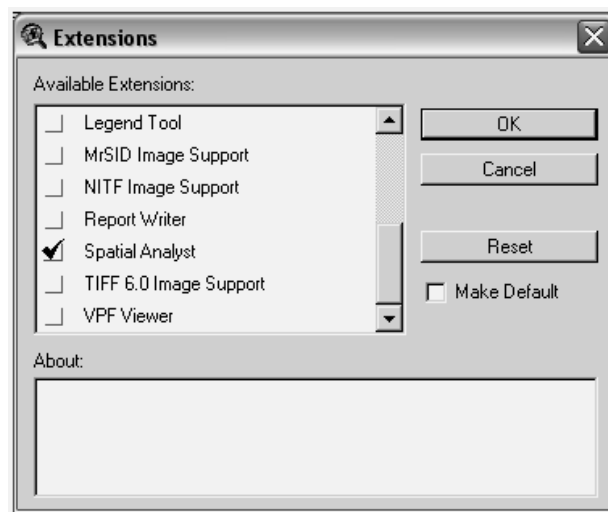 Extensions
Available Extensions:
Legend Tool
MrSID Image Support
NITF Image Support
Report Writer
Spatial Analyst
TIFF 6.0 Image Support
VPF Viewer
OK
Cancel
Reset
Make Default
About: